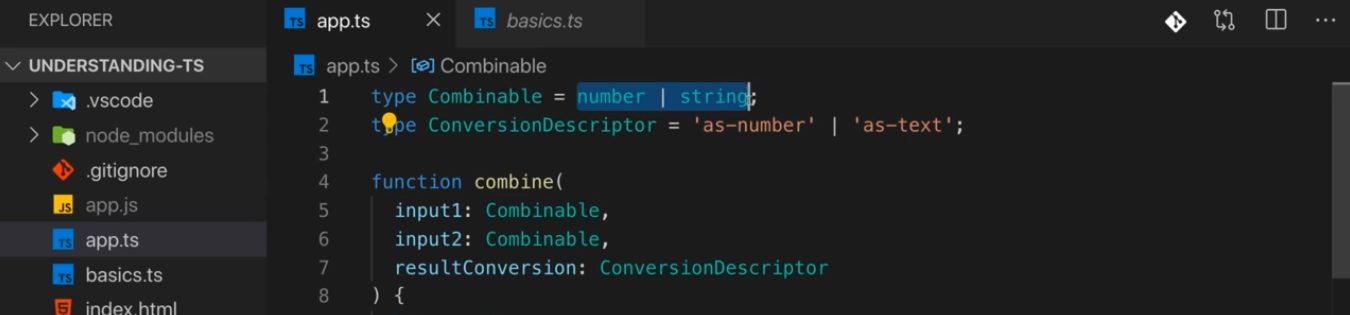 EXPLORER
UNDERSTANDING-TS
.vscode
node_modules
.gitignore
JS app.js
TS app.ts
TS basics.ts
index.html
TS app.ts
TS basics.ts
TS app.ts > Combinable
1 type Combinable = number | string;
2 type ConversionDescriptor = 'as-number' | 'as-text';
3
4 function combine(
5 input1: Combinable,
6 input2: Combinable,
7 resultConversion: ConversionDescriptor
8 ) {